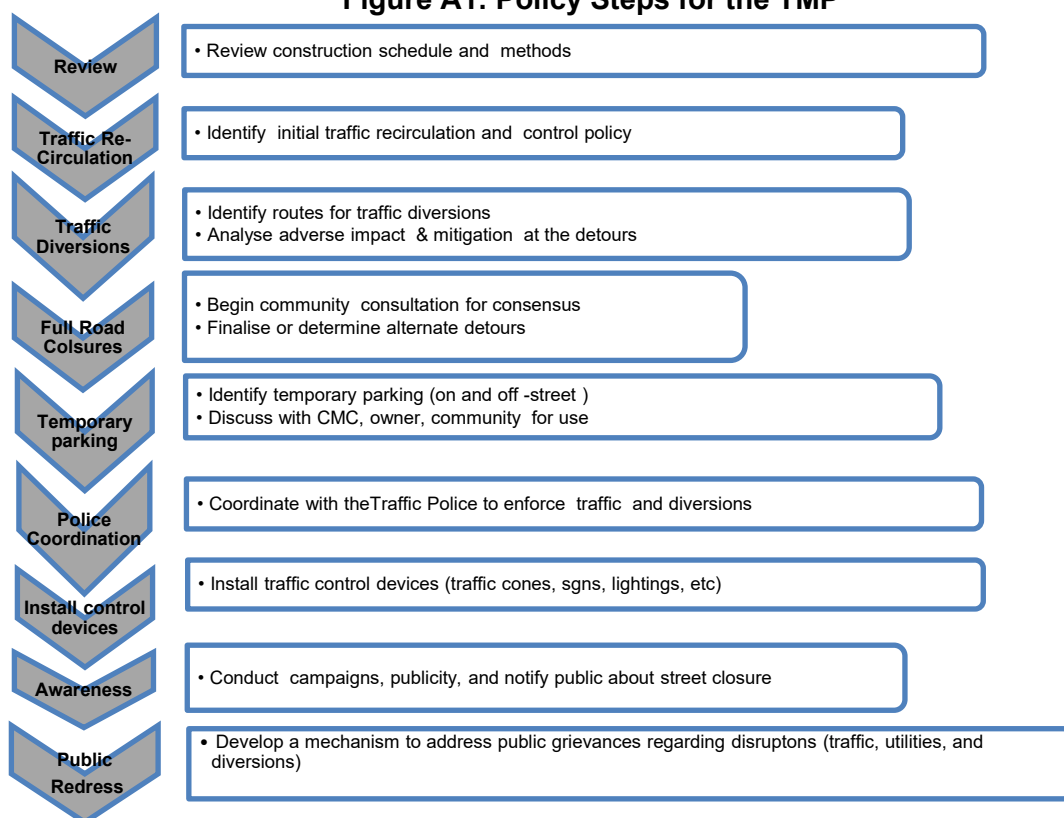 Figure A1: Policy Steps for the TMP
Review
• Review construction schedule and methods
Traffic Re-
Circulation
• Identify initial traffic recirculation and control policy
Traffic
Diversions
• Identify routes for traffic diversions
• Analyse adverse impact & mitigation at the detours
Full Road
Colsures
• Begin community consultation for consensus
• Finalise or determine alternate detours
Temporary
parking
• Identify temporary parking (on and off -street )
• Discuss with CMC, owner, community for use
Police
Coordination
• Coordinate with theTraffic Police to enforce traffic and diversions
Install control
devices
• Install traffic control devices (traffic cones, sgns, lightings, etc)
Awareness
• Conduct campaigns, publicity, and notify public about street closure
Public
Redress
• Develop a mechanism to address public grievances regarding disruptons (traffic, utilities, and
diversions)